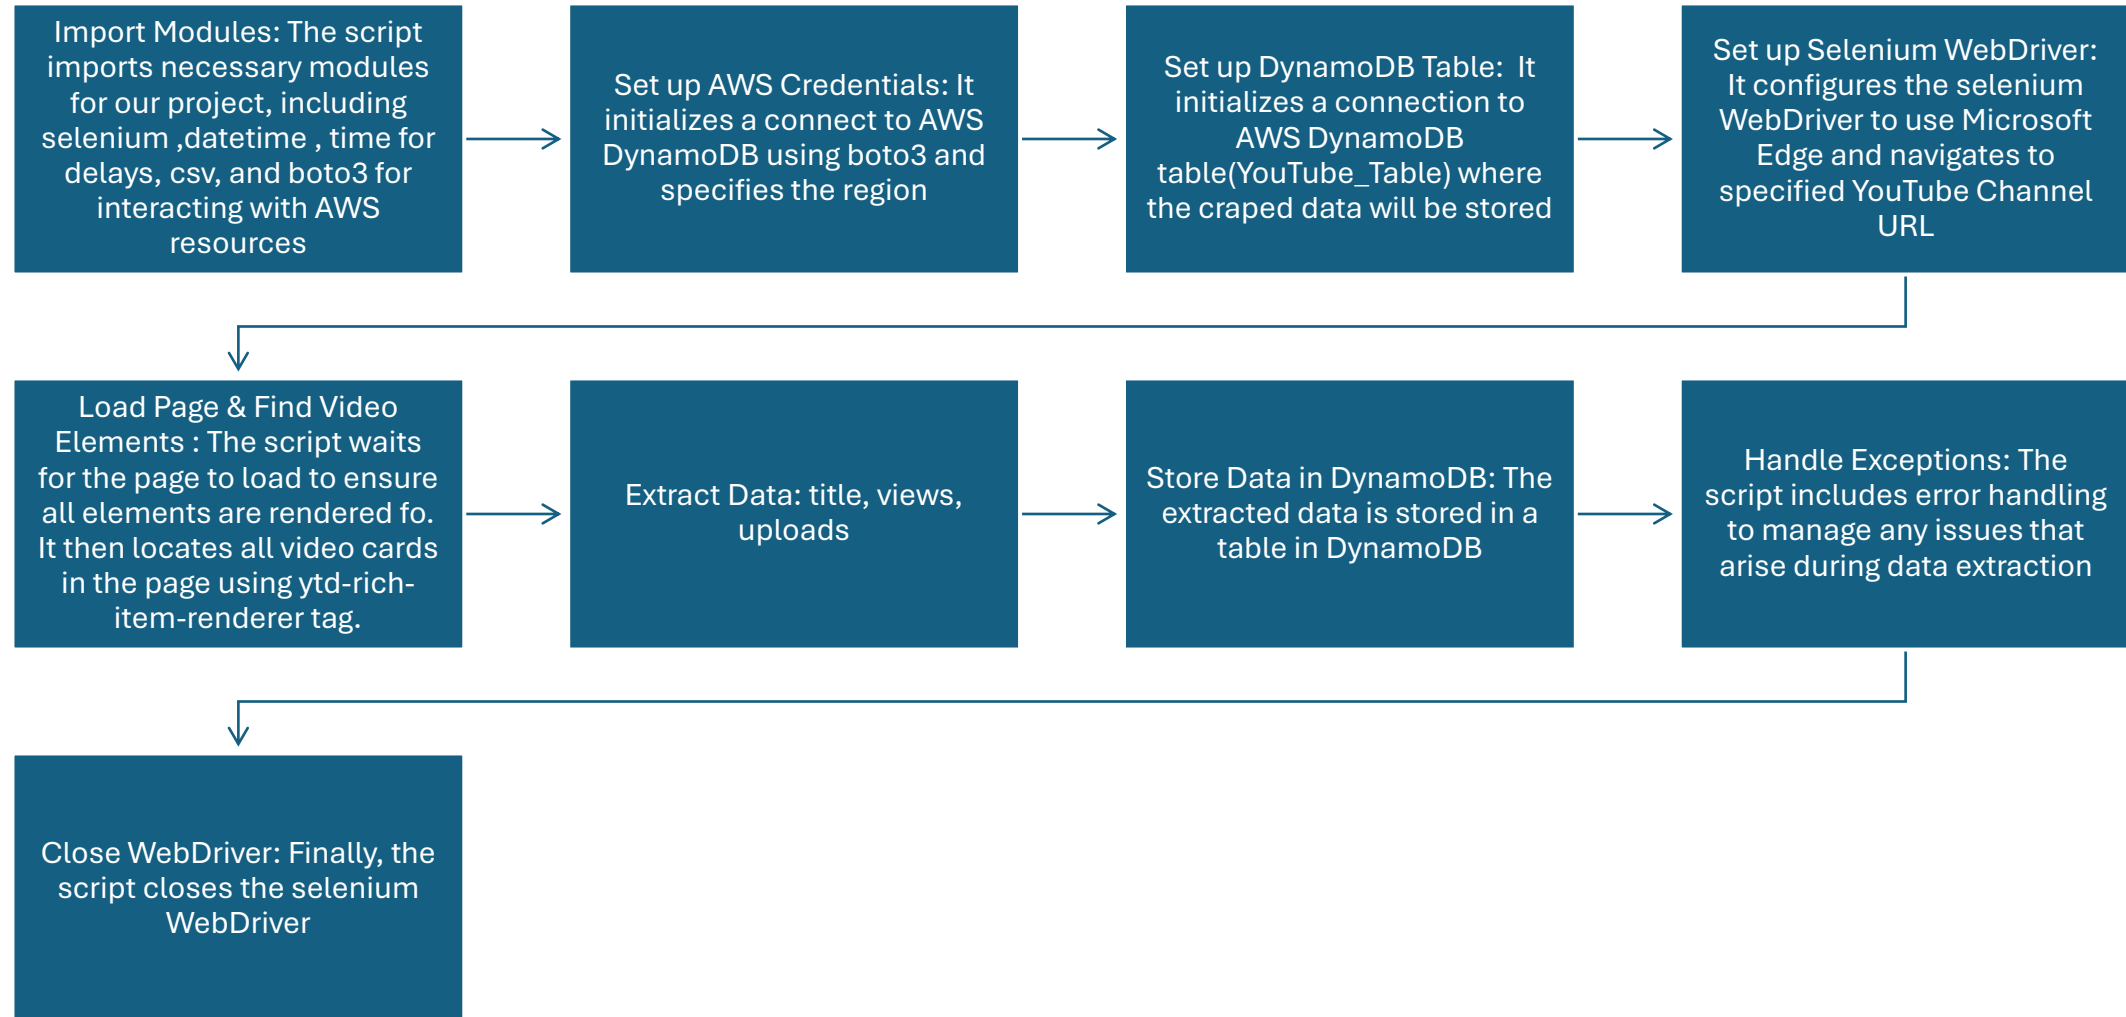 Import Modules: The script
imports necessary modules
for our project, including
selenium ,datetime , time for
delays, csv, and boto3 for
interacting with AWS
resources
Set up AWS Credentials: It
initializes a connect to AWS
DynamoDB using boto3 and
specifies the region
Set up DynamoDB Table:  It
initializes a connection to
AWS DynamoDB
table(YouTube_Table) where
the craped data will be stored
Set up Selenium WebDriver:
It configures the selenium
WebDriver to use Microsoft
Edge and navigates to
specified YouTube Channel
URL
Load Page & Find Video
Elements : The script waits
for the page to load to ensure
all elements are rendered fo.
It then locates all video cards
in the page using ytd-rich-
item-renderer tag.
Extract Data: title, views,
uploads
Store Data in DynamoDB: The
extracted data is stored in a
table in DynamoDB
Handle Exceptions: The
script includes error handling
to manage any issues that
arise during data extraction
Close WebDriver: Finally, the
script closes the selenium
WebDriver